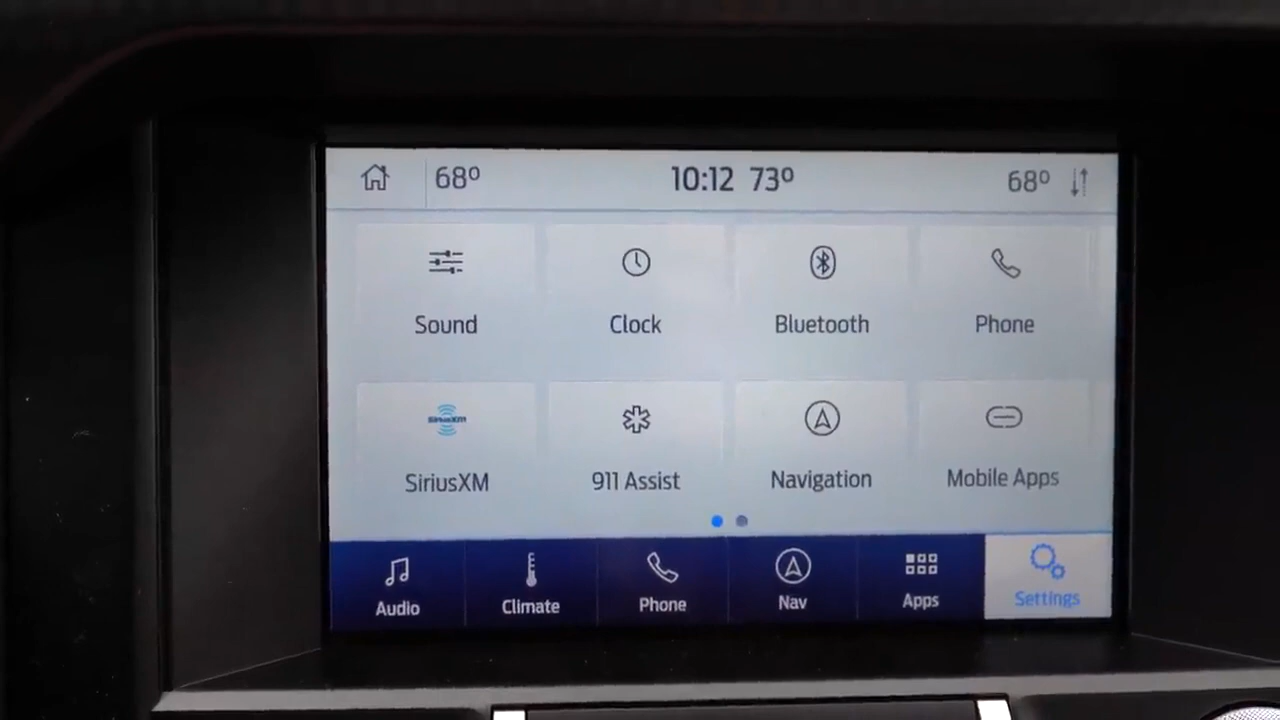 68º 10:12 73º 68º
Sound Clock Bluetooth Phone
SiriusXM
SiriusXM 911 Assist Navigation Mobile Apps
Audio Climate Phone Nav Apps Settings